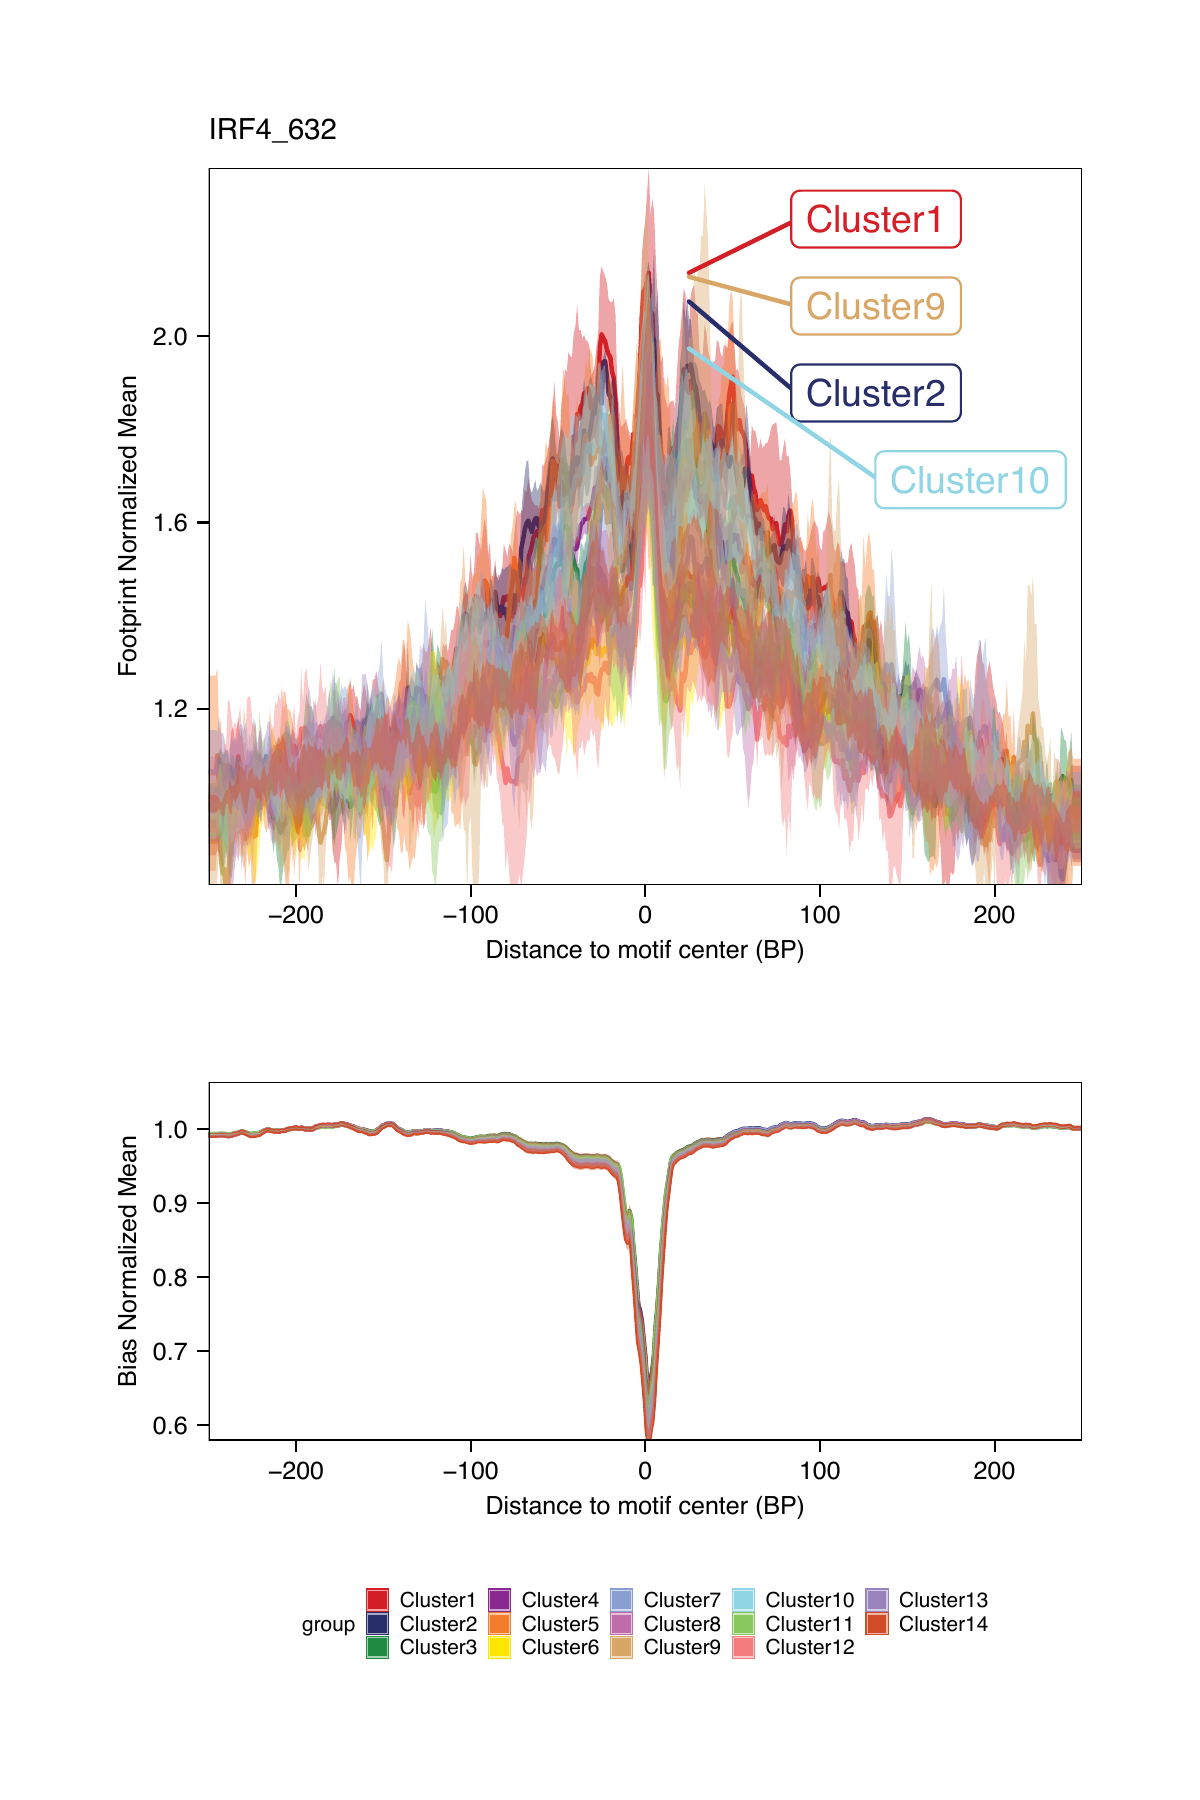 IRF4_632
Cluster1
Cluster9
Cluster2
Cluster10
Footprint Normalized Mean
2.0
1.6
1.2
−200 −100 0 100 200
Distance to motif center (BP)
Bias Normalized Mean
1.0
0.9
0.8
0.7
0.6
−200 −100 0 100 200
Distance to motif center (BP)
Cluster1 Cluster4 Cluster7 Cluster10 Cluster13
group Cluster2 Cluster5 Cluster8 Cluster11 Cluster14
Cluster3 Cluster6 Cluster9 Cluster12